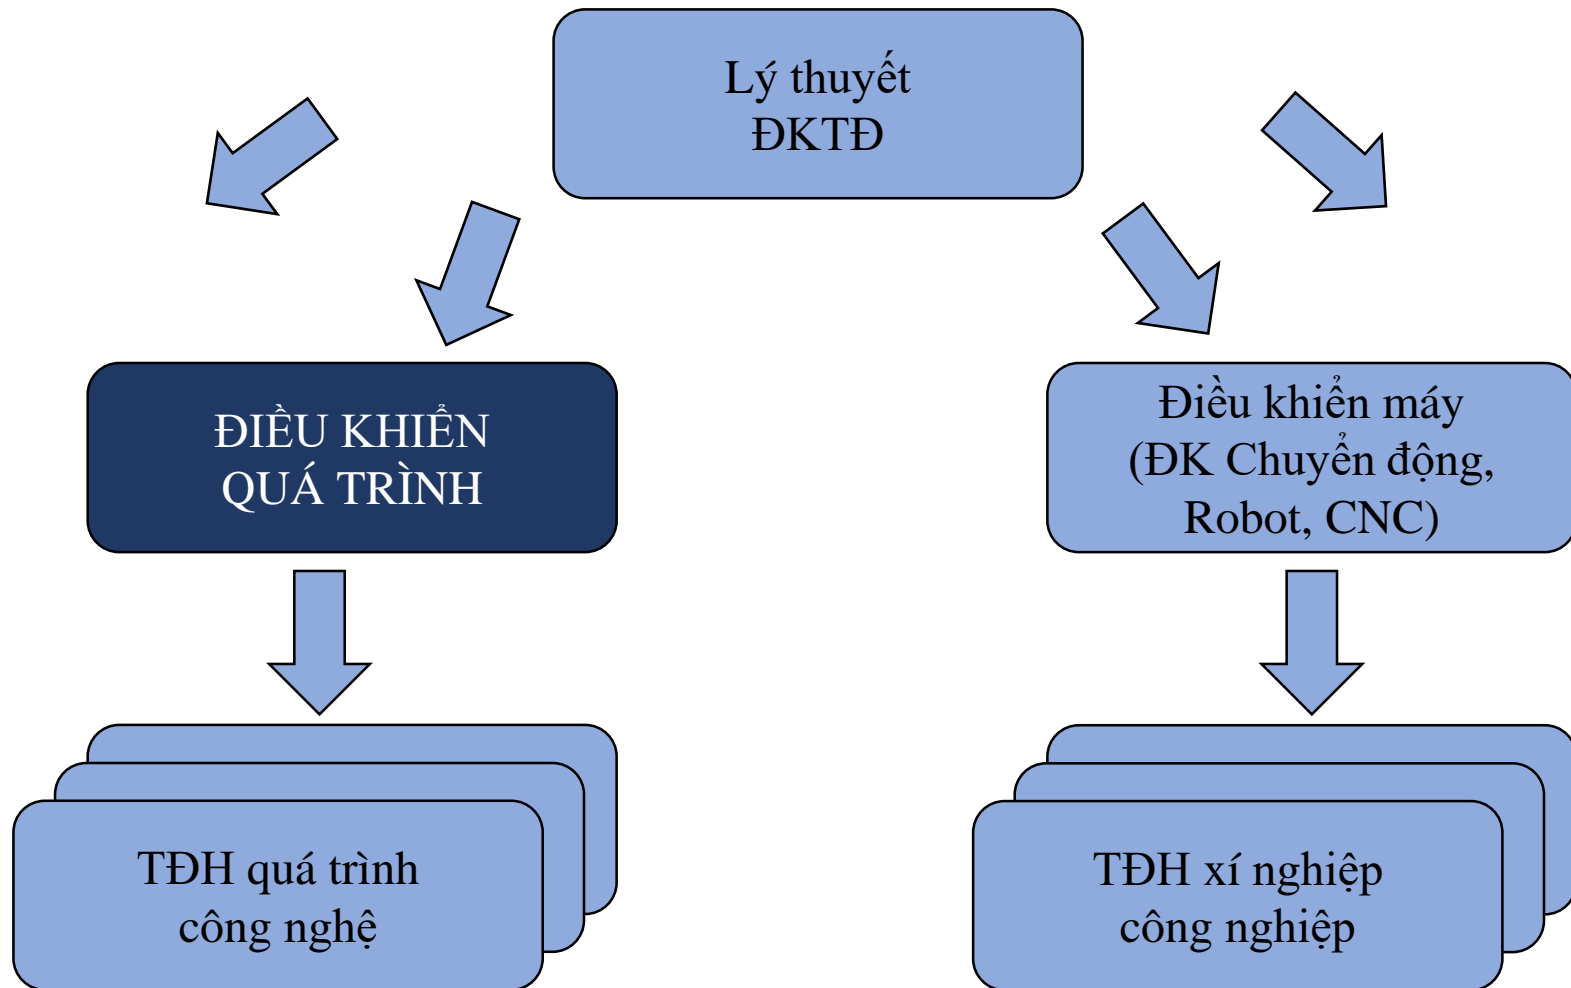 Lý thuyết
ĐKTĐ
ĐIỀU KHIỂN
QUÁ TRÌNH
Điều khiển máy
(ĐK Chuyển động,
Robot, CNC)
TĐH quá trình
công nghệ
TĐH xí nghiệp
công nghiệp